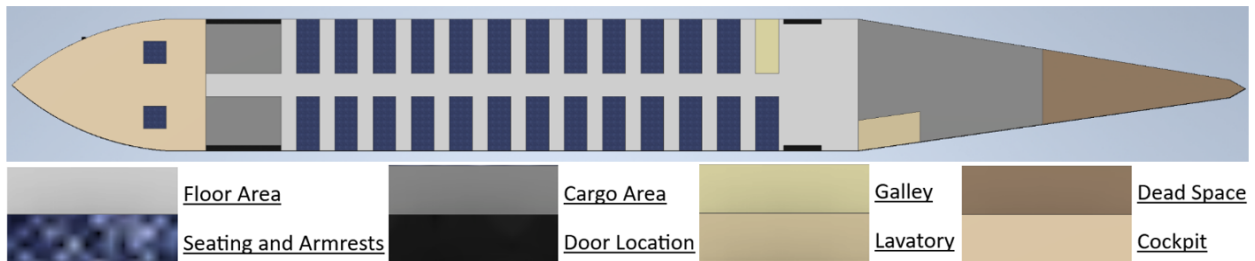 Floor Area
Cargo Area
Galley
Dead Space
Seating and Armrests
Door Location
Lavatory
Cockpit